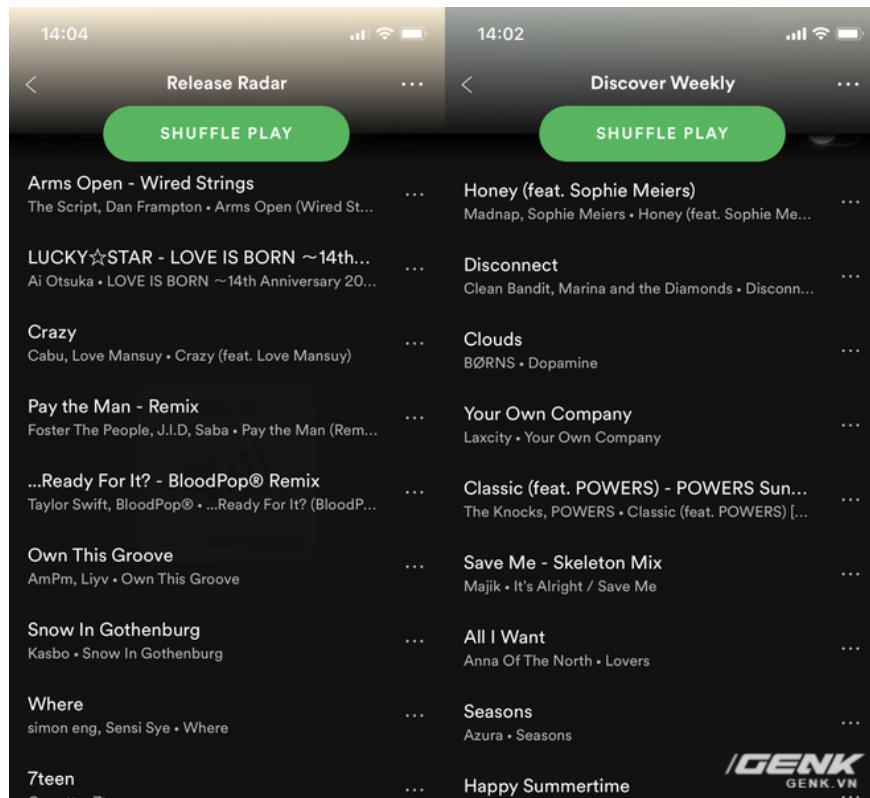 14:04
Release Radar
SHUFFLE PLAY
Arms Open - Wired Strings
The Script, Dan Frampton • Arms Open (Wired St...
LUCKY☆STAR - LOVE IS BORN ～14th...
Ai Otsuka • LOVE IS BORN ～14th Anniversary 20...
Crazy
Cabu, Love Mansuy • Crazy (feat. Love Mansuy)
Pay the Man - Remix
Foster The People, J.I.D, Saba • Pay the Man (Rem...
...Ready For It? - BloodPop® Remix
Taylor Swift, BloodPop® • ...Ready For It? (BloodP...
Own This Groove
AmPm, Liyv • Own This Groove
Snow In Gothenburg
Kasbo • Snow In Gothenburg
Where
simon eng, Sensi Sye • Where
7teen
14:02
Discover Weekly
SHUFFLE PLAY
Honey (feat. Sophie Meiers)
Madnap, Sophie Meiers • Honey (feat. Sophie Me...
Disconnect
Clean Bandit, Marina and the Diamonds • Disconn...
Clouds
BØRNS • Dopamine
Your Own Company
Laxcity • Your Own Company
Classic (feat. POWERS) - POWERS Sun...
The Knocks, POWERS • Classic (feat. POWERS) [...
Save Me - Skeleton Mix
Majik • It's Alright / Save Me
All I Want
Anna Of The North • Lovers
Seasons
Azura • Seasons
Happy Summertime
GENK
GENK.VN